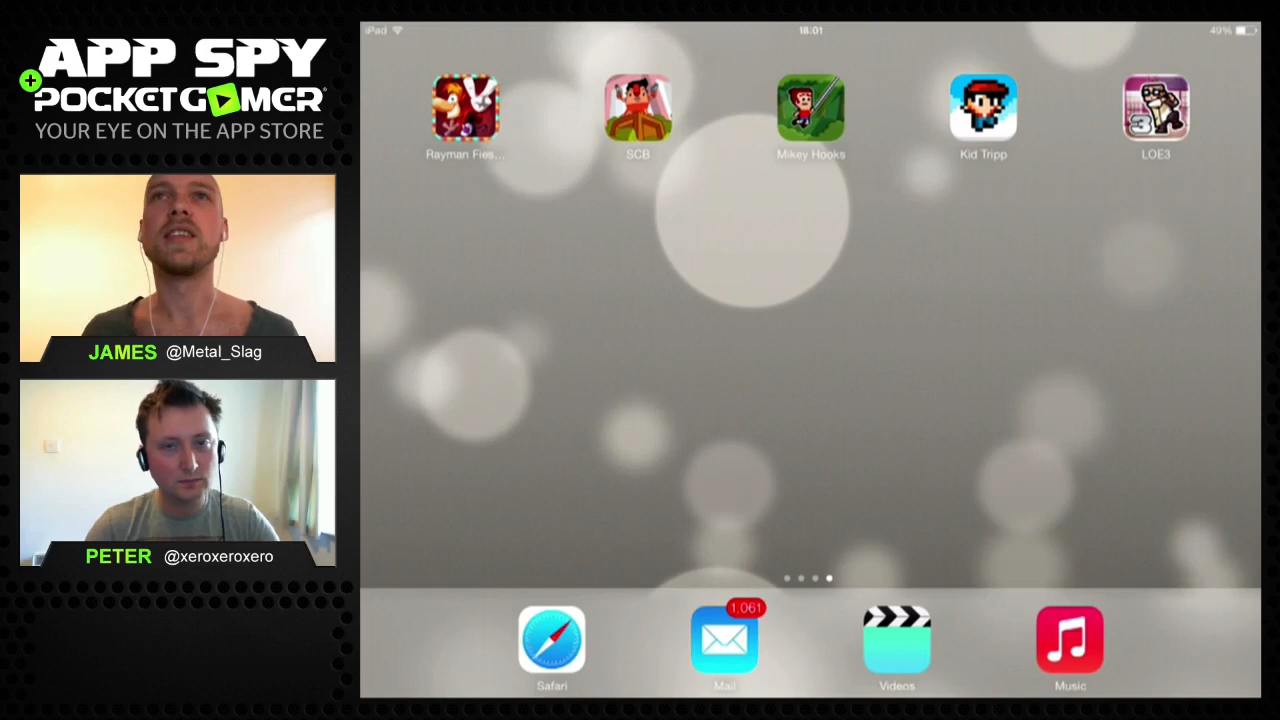 APP SPY
+
POCKET GAMER
YOUR EYE ON THE APP STORE
JAMES @Metal_Slag
PETER @xeroxeroxero
iPad 18:01 49%
Rayman Fies... SCB Mikey Hooks Kid Tripp LOE3
3
1,061
Safari Mail Videos Music